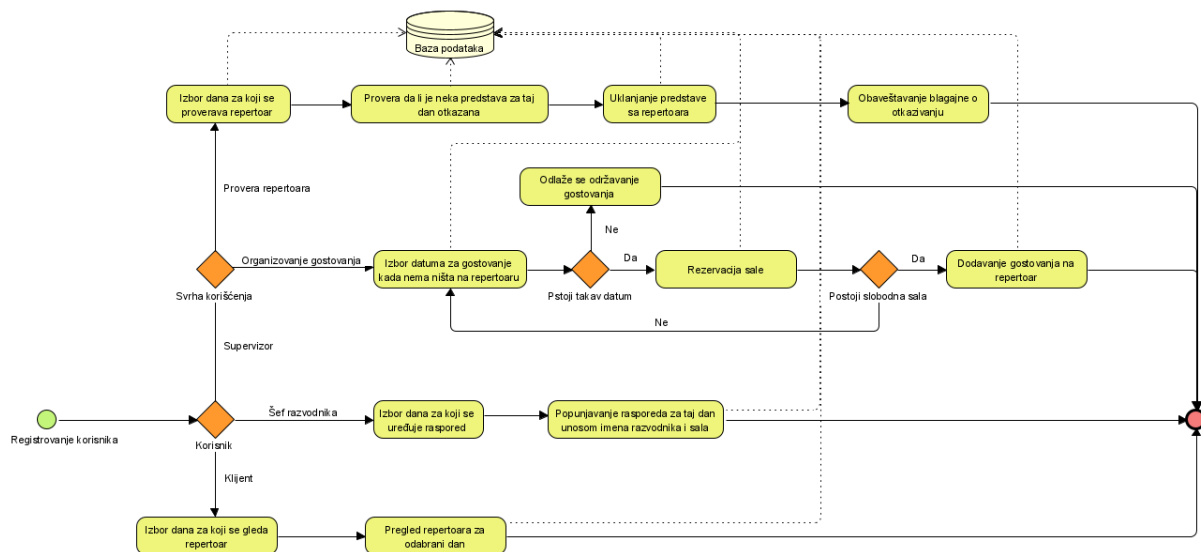 Baza podataka
Izbor dana za koji se
proverava repertoar
Provera da li je neka predstava za taj
dan otkazana
Uklanjanje predstave
sa repertoara
Obaveštavanje blagajne o
otkazivanju
Provera repertoara
Odlaže se održavanje
gostovanja
Ne
Svrha korišćenja
Organizovanje gostovanja
Izbor datuma za gostovanje
kada nema ništa na repertoaru
Pstoji takav datum
Da
Rezervacija sale
Postoji slobodna sala
Da
Dodavanje gostovanja na
repertoar
Ne
Supervizor
Registrovanje korisnika
Korisnik
Šef razvodnika
Izbor dana za koji se
uređuje raspored
Popunjavanje rasporeda za taj dan
unosom imena razvodnika i sala
Klijent
Izbor dana za koji se gleda
repertoar
Pregled repertoara za
odabrani dan